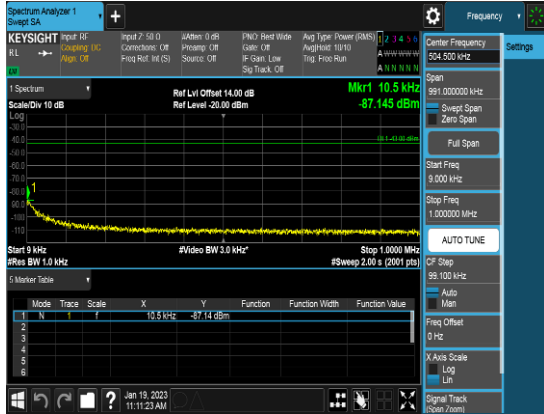 Spectrum Analyzer 1
Swept SA
+
Frequency
KEYSIGHT
RL
Input: RF
Coupling: DC
Align: Off
Input Z: 50 Ω
Corrections: Off
Freq Ref: Int (S)
#Atten: 0 dB
Preamp: Off
Source: Off
PNO: Best Wide
Gate: Off
IF Gain: Low
Sig Track: Off
Avg Type: Power (RMS)
Avg|Hold: 10/10
Trig: Free Run
1 2 3 4 5 6
A W W W W W
A N N N N N
1 Spectrum
Scale/Div 10 dB
Ref Lvl Offset 14.00 dB
Ref Level -20.00 dBm
Mkr1 10.5 kHz
-87.145 dBm
Log
-30.0
-40.0
-50.0
-60.0
-70.0
-80.0
-90.0
-100
-110
1
DL1 -43.00 dBm
Start 9 kHz
#Res BW 1.0 kHz
#Video BW 3.0 kHz*
Stop 1.0000 MHz
#Sweep 2.00 s (2001 pts)
5 Marker Table
Mode Trace Scale X Y Function Function Width Function Value
1 N 1 f 10.5 kHz -87.14 dBm
2
3
4
5
6
Jan 19, 2023
11:11:23 AM
?
Center Frequency
504.500 kHz
Settings
Span
991.000000 kHz
Swept Span
Zero Span
Full Span
Start Freq
9.000 kHz
Stop Freq
1.000000 MHz
AUTO TUNE
CF Step
99.100 kHz
Auto
Man
Freq Offset
0 Hz
X Axis Scale
Log
Lin
Signal Track
(Span Zoom)